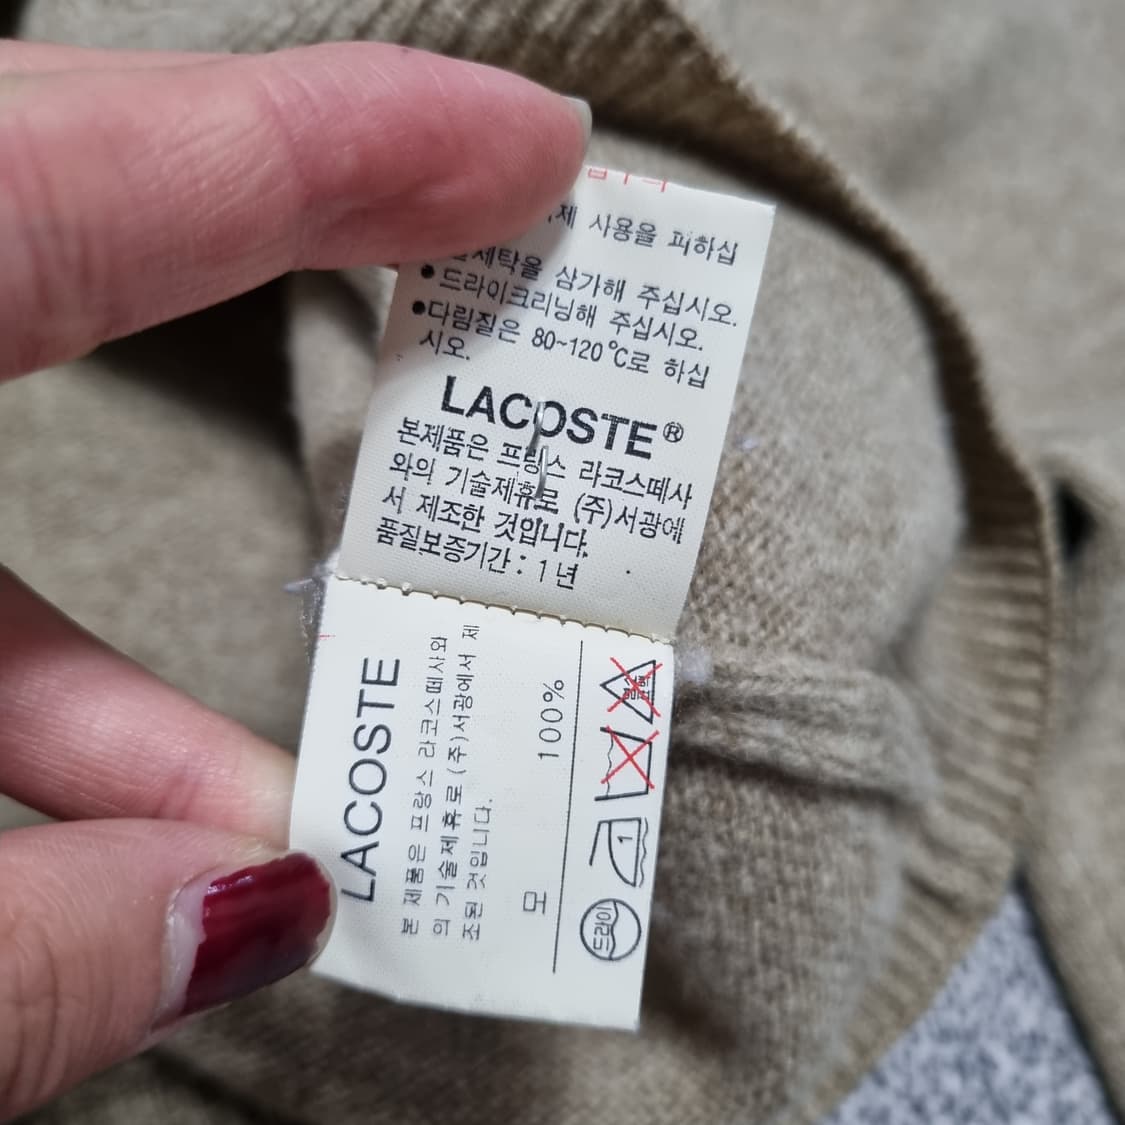 사용을 피하십
삼가해 주십시오.
●드라이크리닝해 주십시오.
●다림질은 80~120℃로 하십
시오.
LACOSTE®
본제품은 프랑스 라코스떼사
와의 기술제휴로 (주)서광에
서 제조한 것입니다.
품질보증기간 : 1년
LACOSTE
본 제품은 프랑스 라코스떼사와
의 기술제휴로 (주)서광에서 제
조된 것입니다.
모 100%
드라이
1